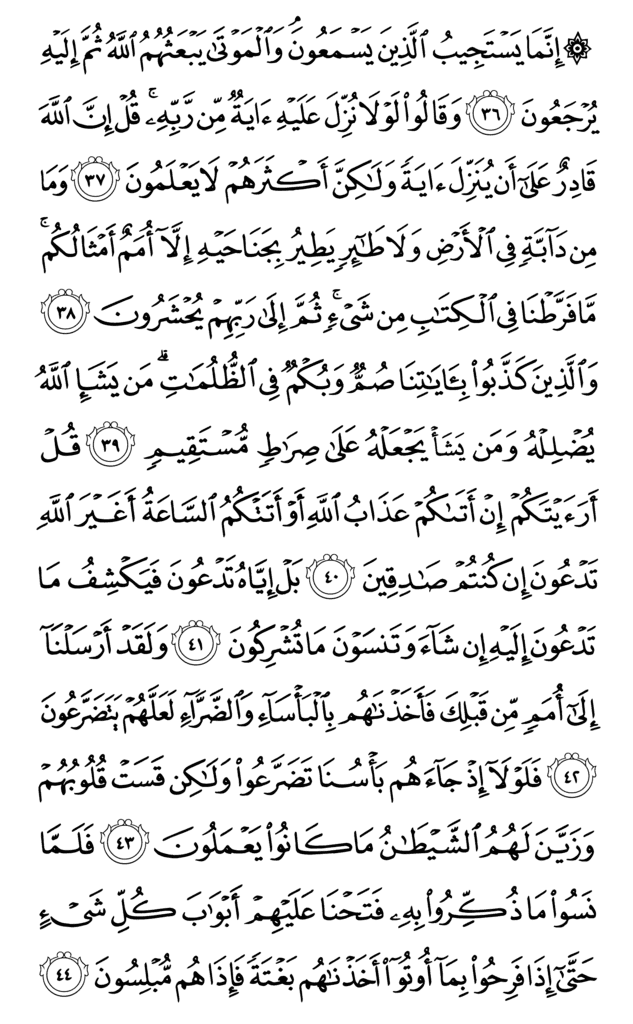 ۞ إِنَّمَا يَسْتَجِيبُ ٱلَّذِينَ يَسْمَعُونَۘ وَٱلْمَوْتَىٰ يَبْعَثُهُمُ ٱللَّهُ ثُمَّ إِلَيْهِ
يُرْجَعُونَ ٣٦ وَقَالُوا۟ لَوْلَا نُزِّلَ عَلَيْهِ ءَايَةٌ مِّن رَّبِّهِۦۚ قُلْ إِنَّ ٱللَّهَ
قَادِرٌ عَلَىٰٓ أَن يُنَزِّلَ ءَايَةً وَلَٰكِنَّ أَكْثَرَهُمْ لَا يَعْلَمُونَ ٣٧ وَمَا
مِن دَآبَّةٍ فِى ٱلْأَرْضِ وَلَا طَٰٓئِرٍ يَطِيرُ بِجَنَاحَيْهِ إِلَّآ أُمَمٌ أَمْثَالُكُمۚ
مَّا فَرَّطْنَا فِى ٱلْكِتَٰبِ مِن شَىْءٍۚ ثُمَّ إِلَىٰ رَبِّهِمْ يُحْشَرُونَ ٣٨
وَٱلَّذِينَ كَذَّبُوا۟ بِـَٔايَٰتِنَا صُمٌّ وَبُكْمٌ فِى ٱلظُّلُمَٰتِۗ مَن يَشَإِ ٱللَّهُ
يُضْلِلْهُ وَمَن يَشَأْ يَجْعَلْهُ عَلَىٰ صِرَٰطٍ مُّسْتَقِيمٍ ٣٩ قُلْ
أَرَءَيْتَكُمْ إِنْ أَتَىٰكُمْ عَذَابُ ٱللَّهِ أَوْ أَتَتْكُمُ ٱلسَّاعَةُ أَغَيْرَ ٱللَّهِ
تَدْعُونَ إِن كُنتُمْ صَٰدِقِينَ ٤٠ بَلْ إِيَّاهُ تَدْعُونَ فَيَكْشِفُ مَا
تَدْعُونَ إِلَيْهِ إِن شَآءَ وَتَنسَوْنَ مَا تُشْرِكُونَ ٤١ وَلَقَدْ أَرْسَلْنَآ
إِلَىٰٓ أُمَمٍ مِّن قَبْلِكَ فَأَخَذْنَٰهُم بِٱلْبَأْسَآءِ وَٱلضَّرَّآءِ لَعَلَّهُمْ يَتَضَرَّعُونَ
٤٢ فَلَوْلَآ إِذْ جَآءَهُم بَأْسُنَا تَضَرَّعُوا۟ وَلَٰكِن قَسَتْ قُلُوبُهُمْ
وَزَيَّنَ لَهُمُ ٱلشَّيْطَٰنُ مَا كَانُوا۟ يَعْمَلُونَ ٤٣ فَلَمَّا
نَسُوا۟ مَا ذُكِّرُوا۟ بِهِۦ فَتَحْنَا عَلَيْهِمْ أَبْوَٰبَ كُلِّ شَىْءٍ
حَتَّىٰٓ إِذَا فَرِحُوا۟ بِمَآ أُوتُوٓا۟ أَخَذْنَٰهُم بَغْتَةً فَإِذَا هُم مُّبْلِسُونَ ٤٤